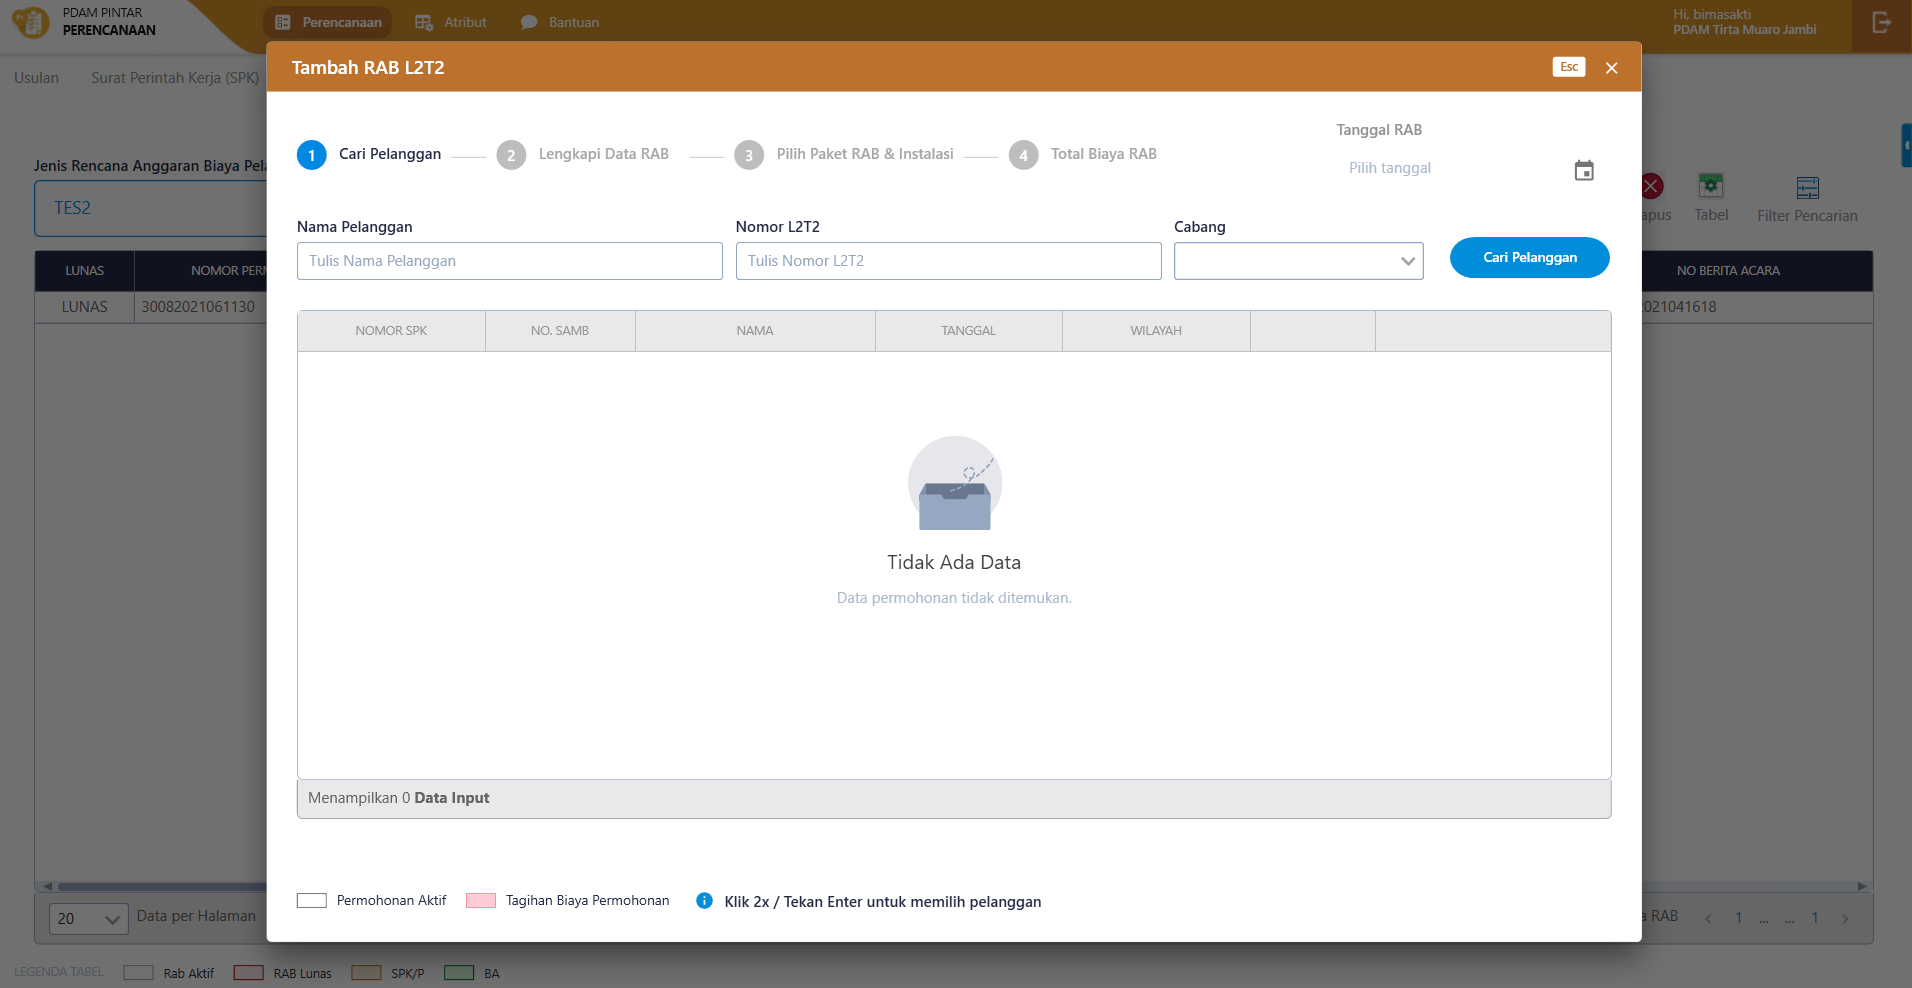 PDAM PINTAR
PERENCANAAN
Perencanaan
Atribut
Bantuan
Hi, bimasakti
PDAM Tirta Muaro Jambi
Usulan
Surat Perintah Kerja (SPK)
Tambah RAB L2T2
Esc
1 Cari Pelanggan
2 Lengkapi Data RAB
3 Pilih Paket RAB & Instalasi
4 Total Biaya RAB
Tanggal RAB
Pilih tanggal
Jenis Rencana Anggaran Biaya Pel
TES2
apus
Tabel
Filter Pencarian
Nama Pelanggan
Nomor L2T2
Cabang
Tulis Nama Pelanggan
Tulis Nomor L2T2
Cari Pelanggan
LUNAS
NOMOR PER
NO BERITA ACARA
LUNAS
30082021061130
021041618
NOMOR SPK
NO. SAMB
NAMA
TANGGAL
WILAYAH
Tidak Ada Data
Data permohonan tidak ditemukan.
Menampilkan 0 Data Input
Permohonan Aktif
Tagihan Biaya Permohonan
Klik 2x / Tekan Enter untuk memilih pelanggan
20
Data per Halaman
a RAB
1 ... ... 1
LEGENDA TABEL
Rab Aktif
RAB Lunas
SPK/P
BA